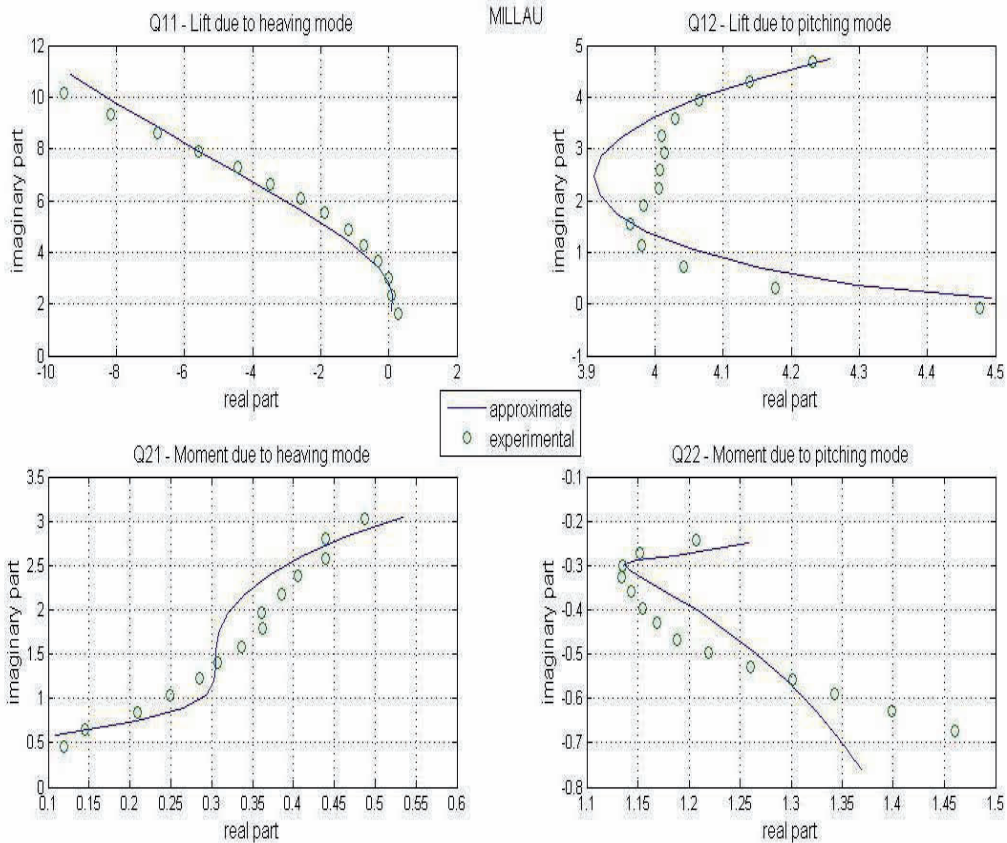 MILLAU
Q11 - Lift due to heaving mode
12
10
8
6
4
2
0
imaginary part
-10 -8 -6 -4 -2 0 2
real part
Q12 - Lift due to pitching mode
5
4
3
2
1
0
-1
imaginary part
3.9 4 4.1 4.2 4.3 4.4 4.5
real part
approximate
experimental
Q21 - Moment due to heaving mode
3.5
3
2.5
2
1.5
1
0.5
0
imaginary part
0.1 0.15 0.2 0.25 0.3 0.35 0.4 0.45 0.5 0.55 0.6
real part
Q22 - Moment due to pitching mode
-0.1
-0.2
-0.3
-0.4
-0.5
-0.6
-0.7
-0.8
imaginary part
1.1 1.15 1.2 1.25 1.3 1.35 1.4 1.45 1.5
real part